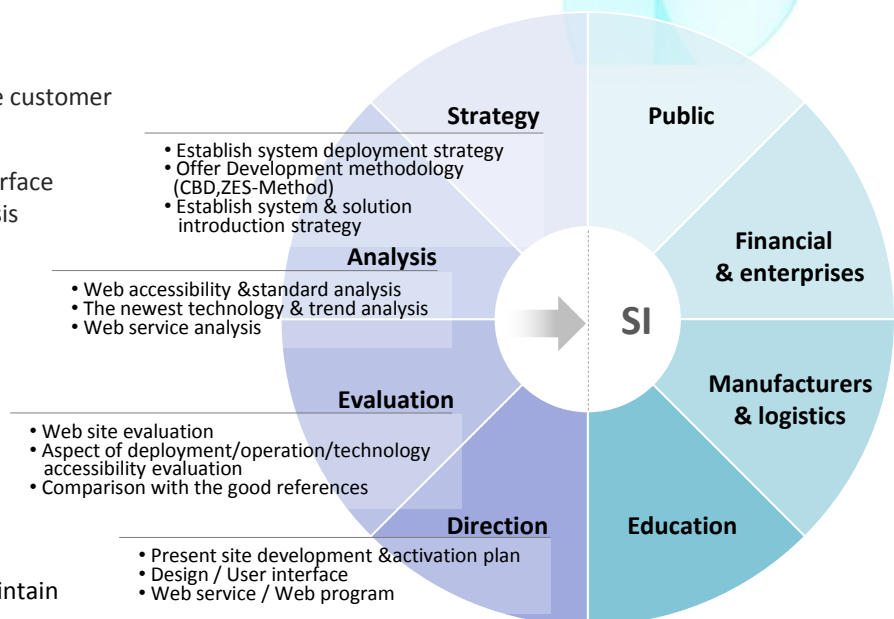 e customer
rface
sis
ntain
Strategy
• Establish system deployment strategy
• Offer Development methodology
(CBD,ZES-Method)
• Establish system & solution
introduction strategy
Analysis
• Web accessibility &standard analysis
• The newest technology & trend analysis
• Web service analysis
Evaluation
• Web site evaluation
• Aspect of deployment/operation/technology
accessibility evaluation
• Comparison with the good references
Direction
• Present site development &activation plan
• Design / User interface
• Web service / Web program
SI
Public
Financial
& enterprises
Manufacturers
& logistics
Education